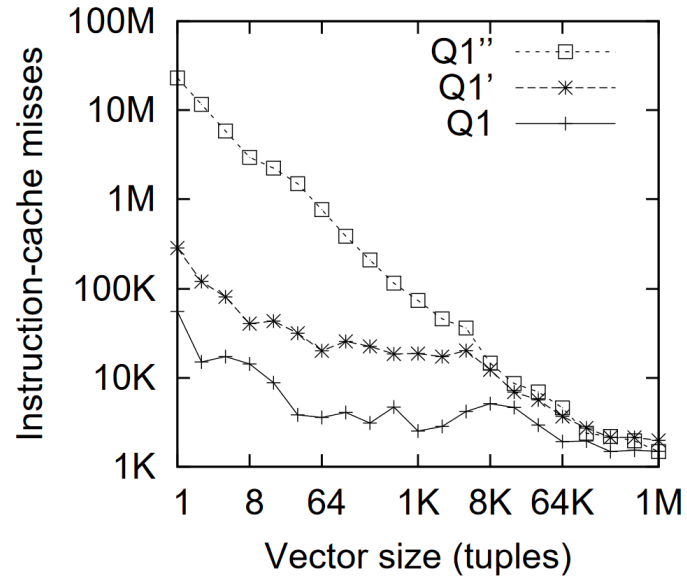 100M
10M
1M
100K
10K
1K
Instruction-cache misses
Q1''
Q1'
Q1
1 8 64 1K 8K 64K 1M
Vector size (tuples)